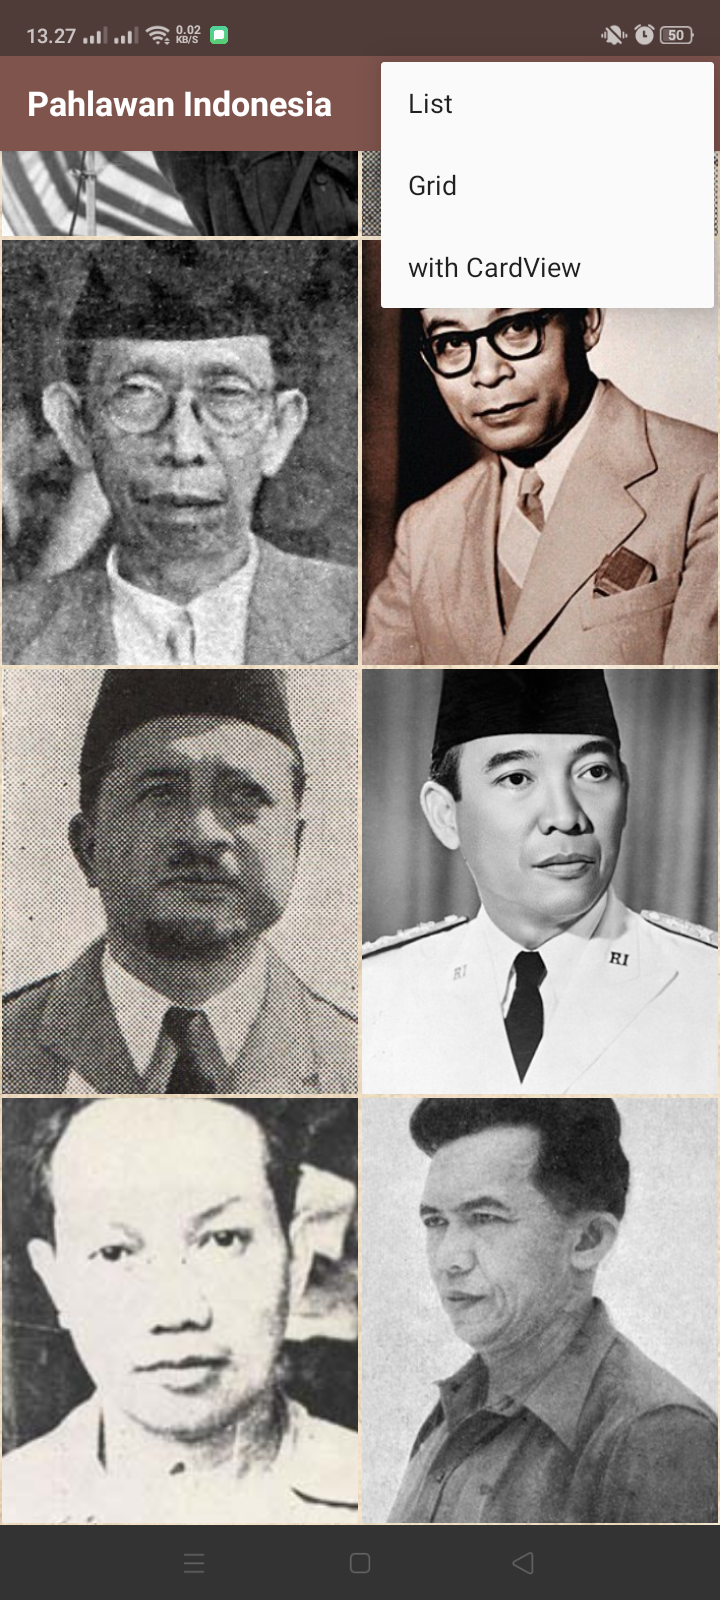 13.27 0.02 KB/S 50
Pahlawan Indonesia
List
Grid
with CardView
RI RI